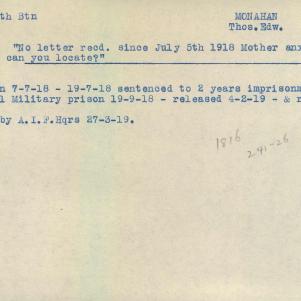 th Btn MONAHAN
Thos. Edw.
"No letter recd. since July 5th 1918 Mother anx
can you locate?"
n 7-7-18 - 19-7-18 sentenced to 2 years imprisonm
l Military prison 19-9-18 - released 4-2-19 - & r
by A.I.F.Hqrs 27-3-19.
1816
241-26